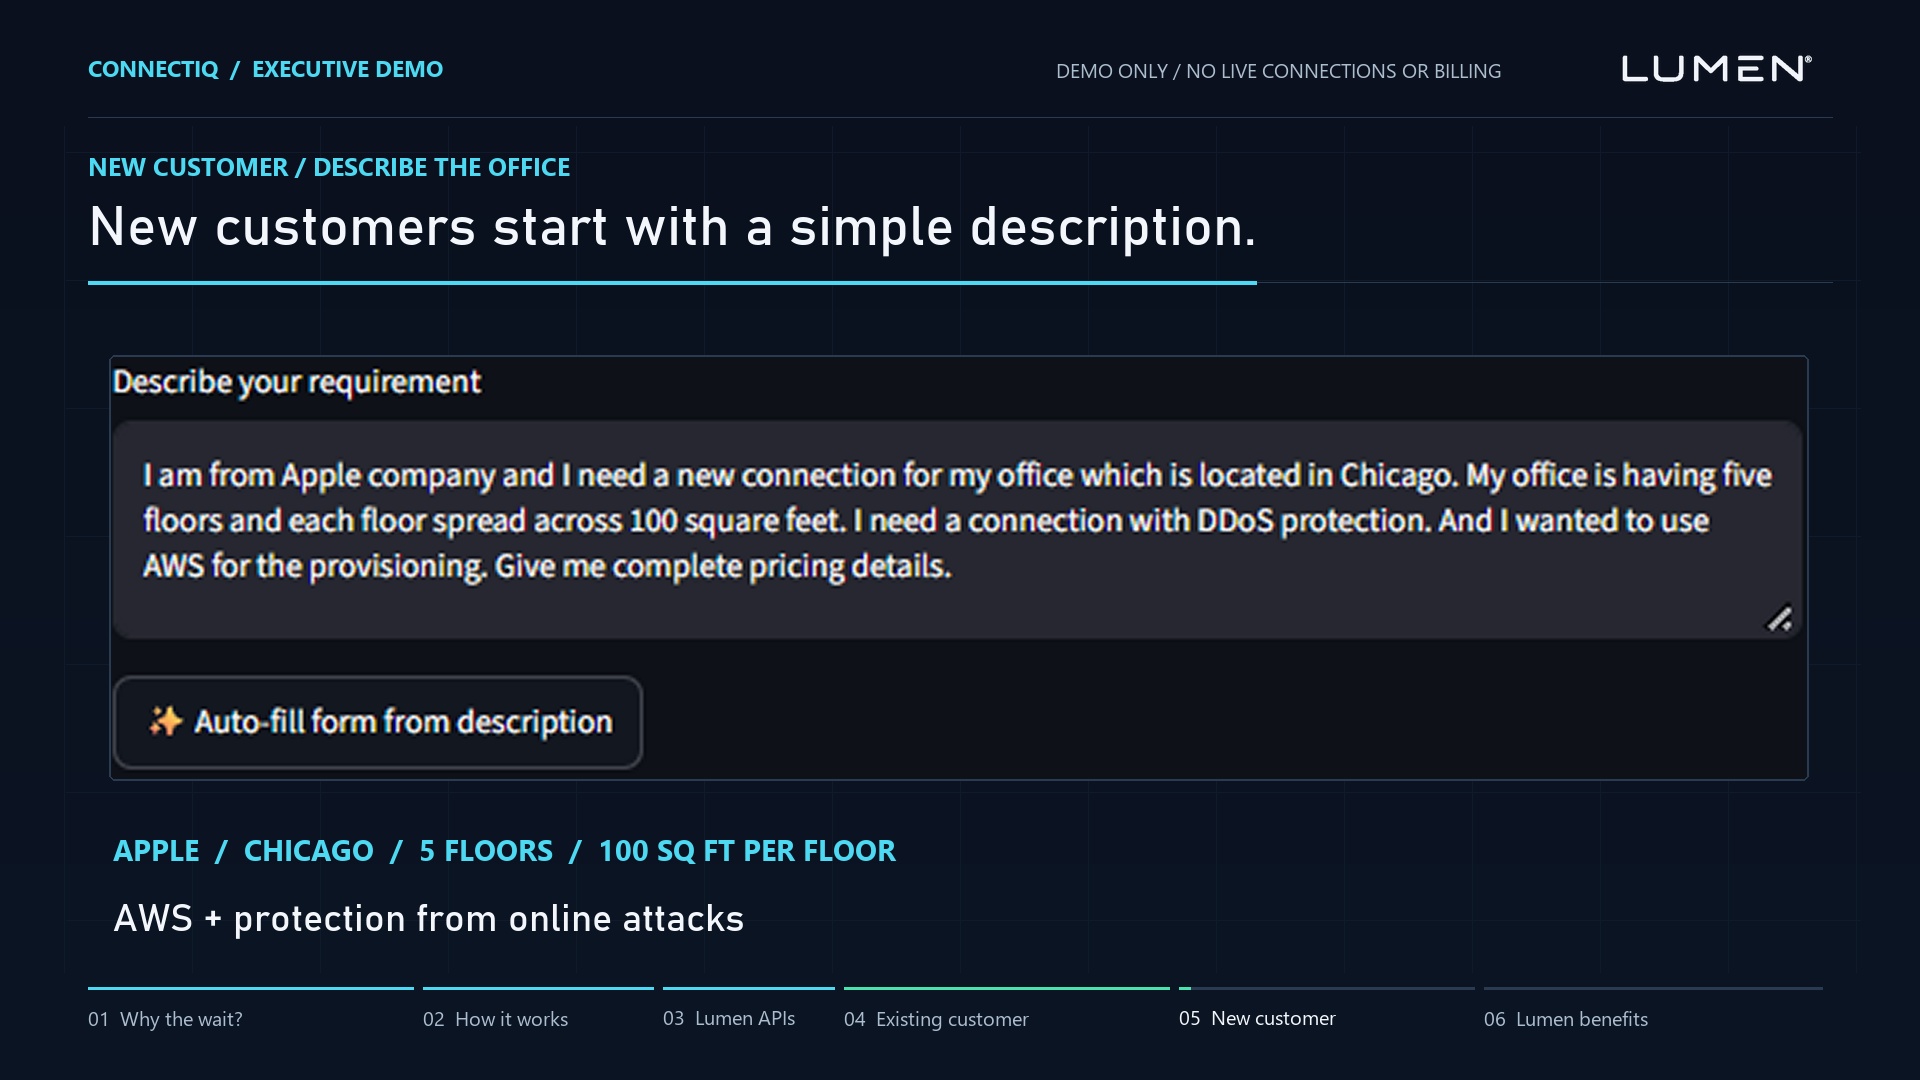 CONNECTIQ / EXECUTIVE DEMO
DEMO ONLY / NO LIVE CONNECTIONS OR BILLING
LUMEN®
NEW CUSTOMER / DESCRIBE THE OFFICE
New customers start with a simple description.
Describe your requirement
I am from Apple company and I need a new connection for my office which is located in Chicago. My office is having five
floors and each floor spread across 100 square feet. I need a connection with DDoS protection. And I wanted to use
AWS for the provisioning. Give me complete pricing details.
✨ Auto-fill form from description
APPLE / CHICAGO / 5 FLOORS / 100 SQ FT PER FLOOR
AWS + protection from online attacks
01 Why the wait?
02 How it works
03 Lumen APIs
04 Existing customer
05 New customer
06 Lumen benefits